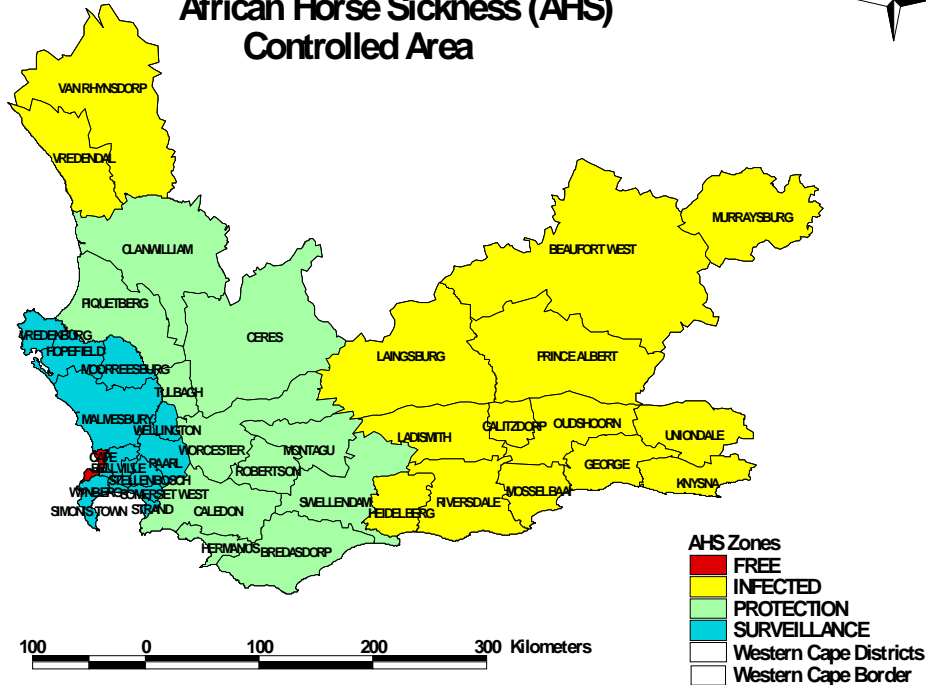 African Horse Sickness (AHS)
Controlled Area
VAN RHYNSDORP
VREDENDAL
MURRAYSBURG
CLANWILLIAM
BEAUFORT WEST
PIQUETBERG
VREDENBURG
CERES
HOPEFIELD
LAINGSBURG
PRINCE ALBERT
MOORREESBURG
TULBAGH
MALMESBURY
CALITZDORP
OUDSHOORN
WELLINGTON
LADISMITH
UNIONDALE
WORCESTER
MONTAGU
CAPE
PAARL
GEORGE
BELLVILLE
ROBERTSON
STELLENBOSCH
KNYSNA
WYNBERG
SOMERSET WEST
MOSSELBAAI
SWELLENDAM
RIVERSDALE
SIMONISTOWN
STRAND
CALEDON
HEIDELBERG
HERMANUS
BREDASDORP
AHS Zones
FREE
INFECTED
PROTECTION
SURVEILLANCE
Western Cape Districts
Western Cape Border
100 0 100 200 300 Kilometers